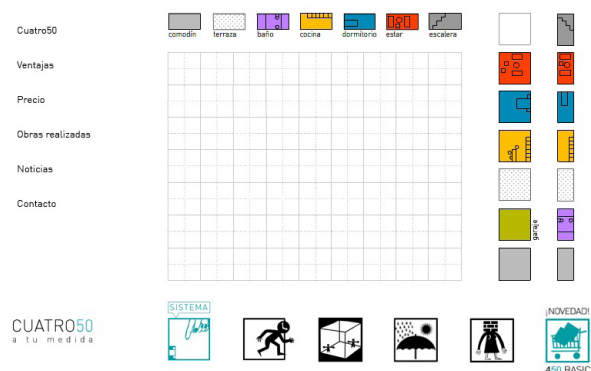 Cuatro50
Ventajas
Precio
Obras realizadas
Noticias
Contacto
comodín terraza baño cocina dormitorio estar escalera
garaje
SISTEMA
¡NOVEDAD!
450 BASIC
CUATRO50
a tu medida